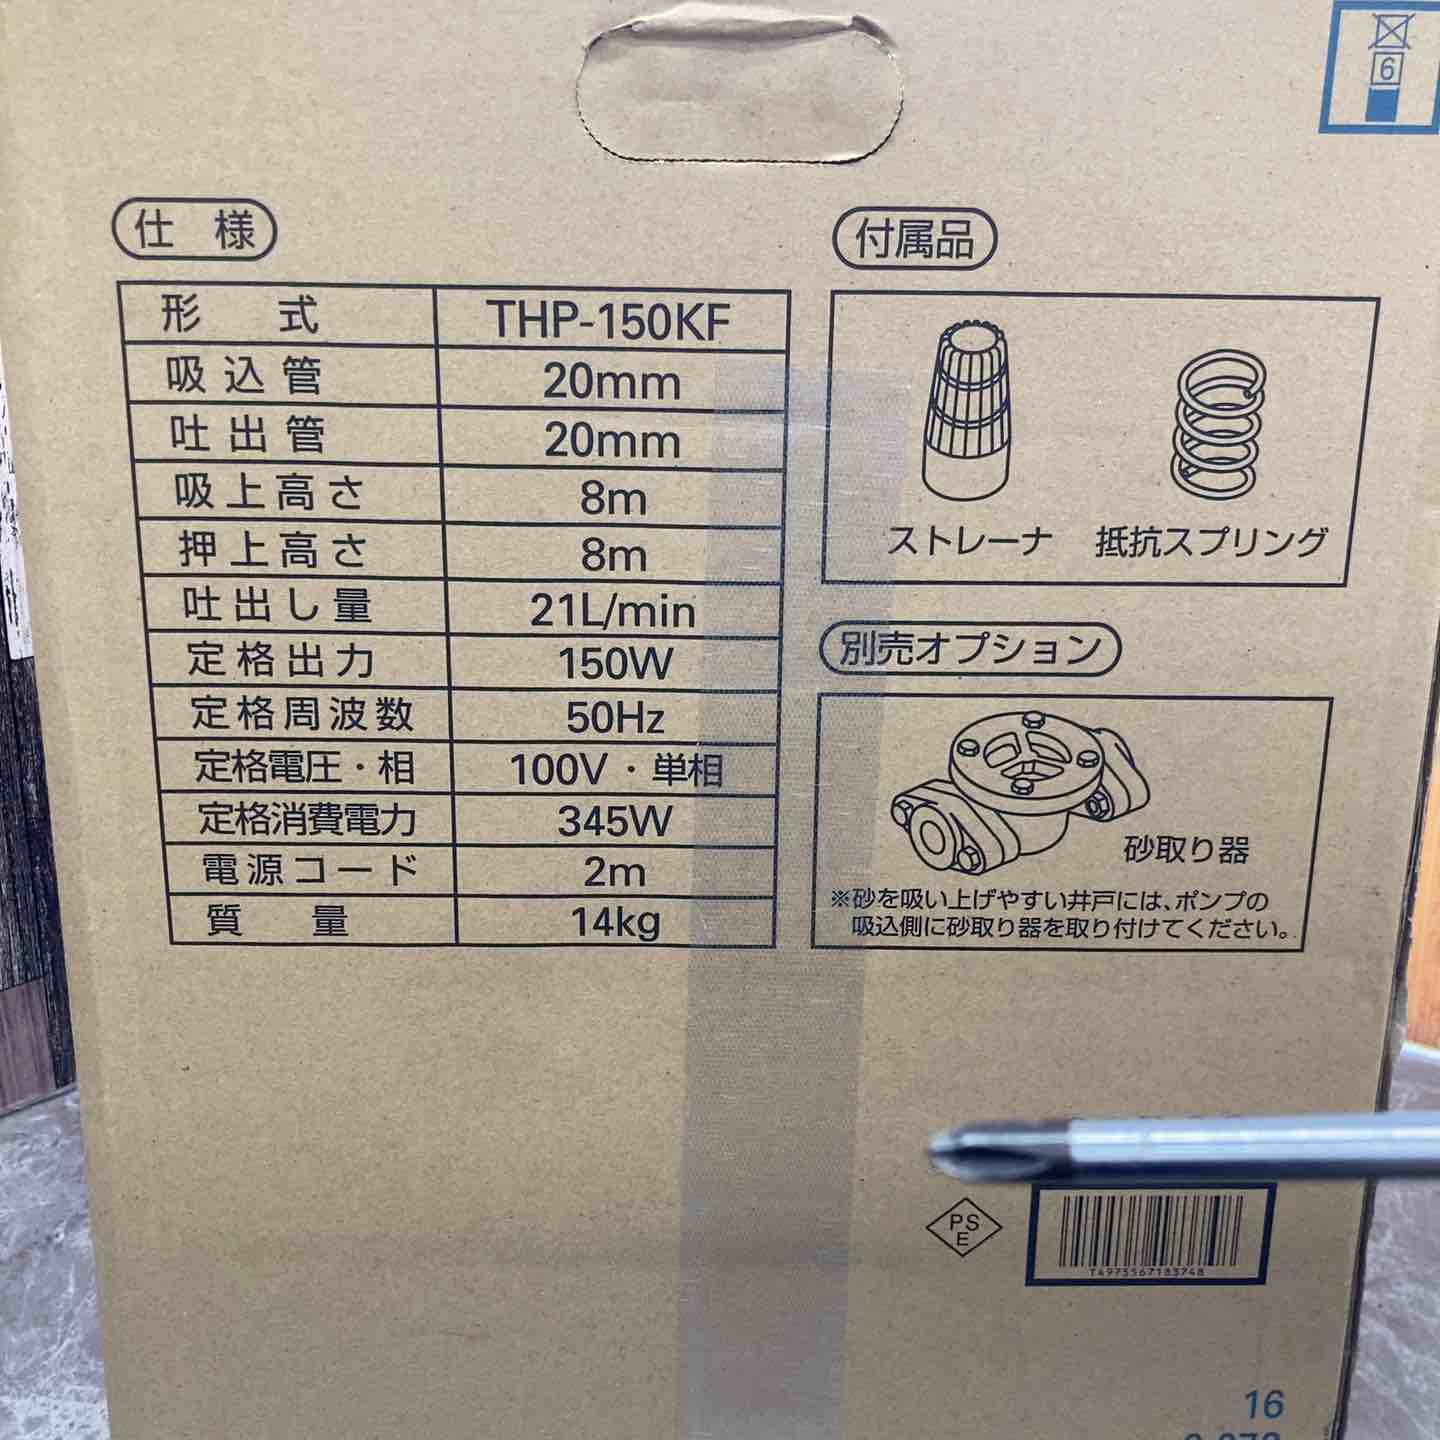 6
仕様
形式 THP-150KF
吸込管 20mm
吐出管 20mm
吸上高さ 8m
押上高さ 8m
吐出し量 21L/min
定格出力 150W
定格周波数 50Hz
定格電圧・相 100V・単相
定格消費電力 345W
電源コード 2m
質量 14kg
付属品
ストレーナ 抵抗スプリング
別売オプション
砂取り器
※砂を吸い上げやすい井戸には、ポンプの
吸込側に砂取り器を取り付けてください。
PS
E
T4975567183748
16